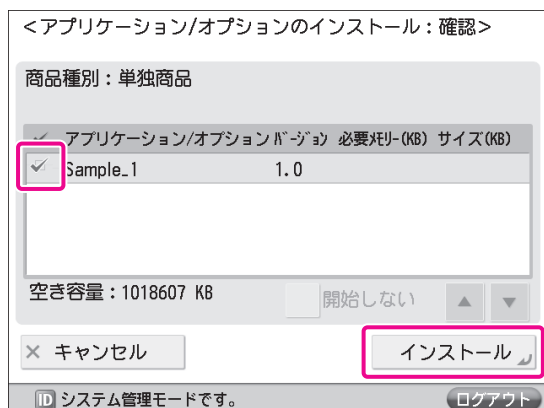 <アプリケーション/オプションのインストール:確認>
商品種別:単独商品
アプリケーション/オプション ﾊﾞｰｼﾞｮﾝ 必要ﾒﾓﾘｰ(KB) サイズ(KB)
Sample_1 1.0
空き容量:1018607 KB 開始しない ▲ ▼
× キャンセル インストール
ID システム管理モードです。 ログアウト